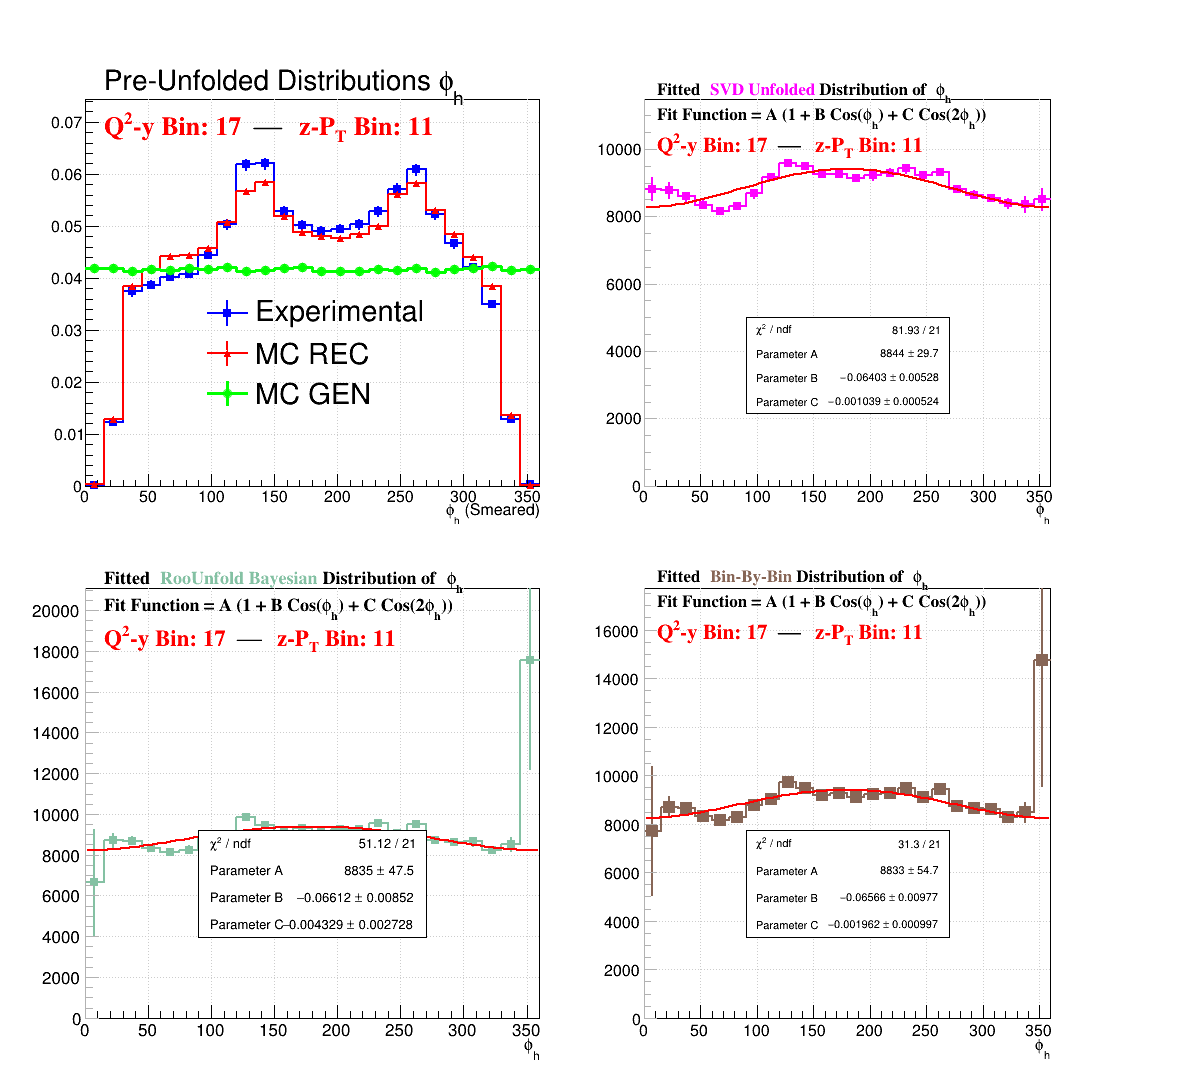 Pre-Unfolded Distributions ϕh
Q²-y Bin: 17 — z-PT Bin: 11
0.07
0.06
0.05
0.04
0.03
0.02
0.01
0
Experimental
MC REC
MC GEN
0 50 100 150 200 250 300 350
ϕh (Smeared)
Fitted SVD Unfolded Distribution of ϕh
Fit Function = A (1 + B Cos(ϕh) + C Cos(2ϕh))
Q²-y Bin: 17 — z-PT Bin: 11
10000
8000
6000
4000
2000
0
χ² / ndf 81.93 / 21
Parameter A 8844 ± 29.7
Parameter B −0.06403 ± 0.00528
Parameter C −0.001039 ± 0.000524
0 50 100 150 200 250 300 350
ϕh
Fitted RooUnfold Bayesian Distribution of ϕh
Fit Function = A (1 + B Cos(ϕh) + C Cos(2ϕh))
Q²-y Bin: 17 — z-PT Bin: 11
20000
18000
16000
14000
12000
10000
8000
6000
4000
2000
0
χ² / ndf 51.12 / 21
Parameter A 8835 ± 47.5
Parameter B −0.06612 ± 0.00852
Parameter C −0.004329 ± 0.002728
0 50 100 150 200 250 300 350
ϕh
Fitted Bin-By-Bin Distribution of ϕh
Fit Function = A (1 + B Cos(ϕh) + C Cos(2ϕh))
Q²-y Bin: 17 — z-PT Bin: 11
16000
14000
12000
10000
8000
6000
4000
2000
0
χ² / ndf 31.3 / 21
Parameter A 8833 ± 54.7
Parameter B −0.06566 ± 0.00977
Parameter C −0.001962 ± 0.000997
0 50 100 150 200 250 300 350
ϕh